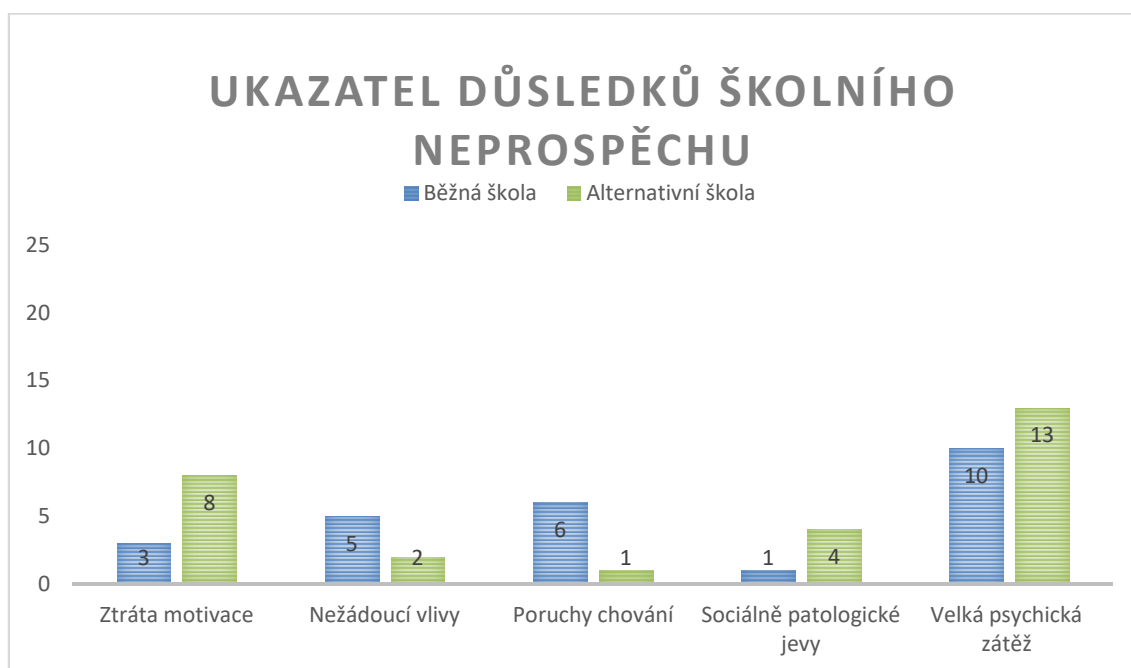 UKAZATEL DŮSLEDKŮ ŠKOLNÍHO
NEPROSPĚCHU
Běžná škola Alternativní škola
25
20
15
10
5
0
3 8 5 2 6 1 1 4 10 13
Ztráta motivace Nežádoucí vlivy Poruchy chování Sociálně patologické Velká psychická
jevy zátěž